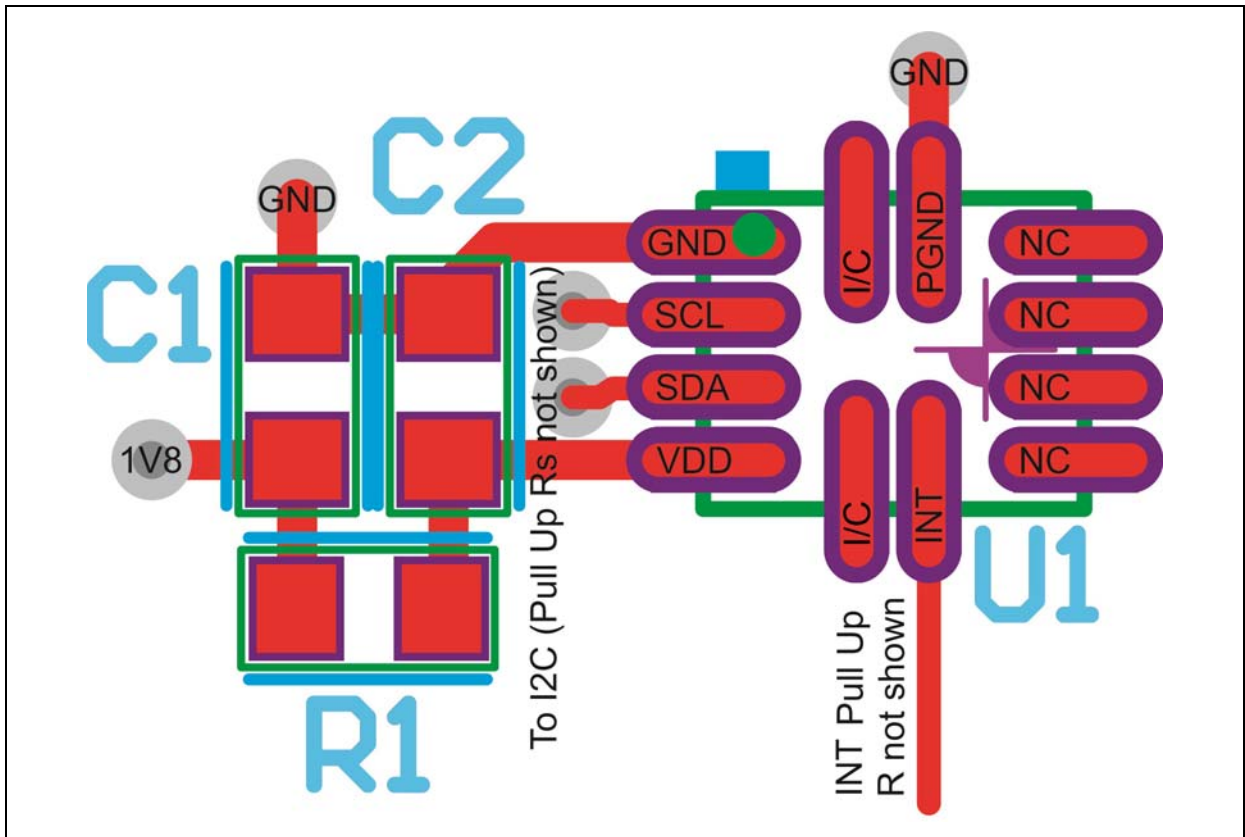 GND
C2
GND
C1
GND
I/C
PGND
NC
SCL
NC
SDA
NC
1V8
VDD
NC
I/C
INT
U1
R1
To I2C (Pull Up Rs not shown)
INT Pull Up
R not shown